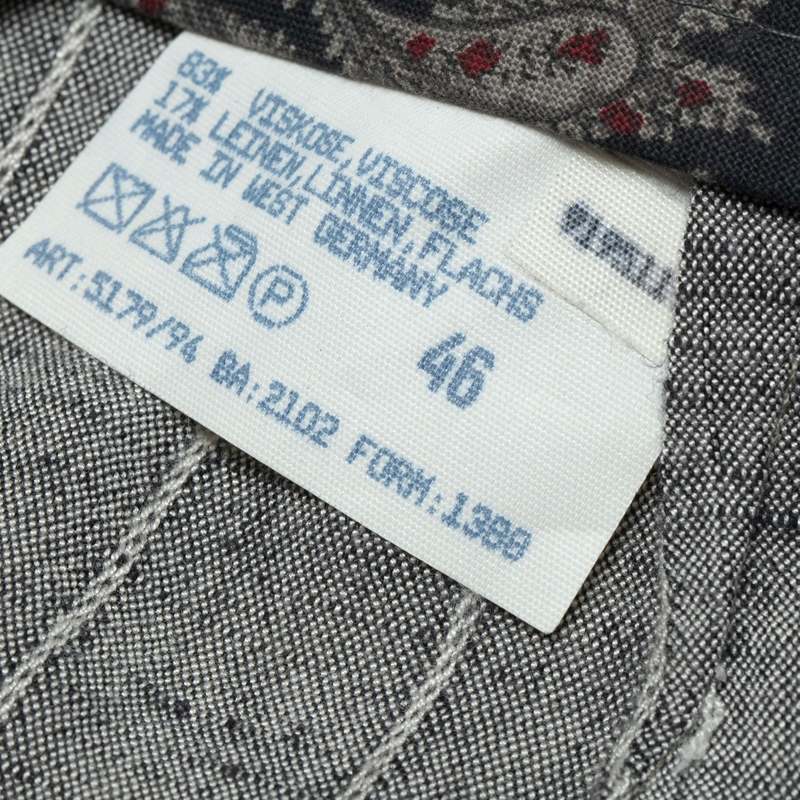 83% VISKOSE,VISCOSE
17% LEINEN,LINNEN,FLACHS
MADE IN WEST GERMANY
P
46
ART:5179/94 BA:2102 FORM:1388